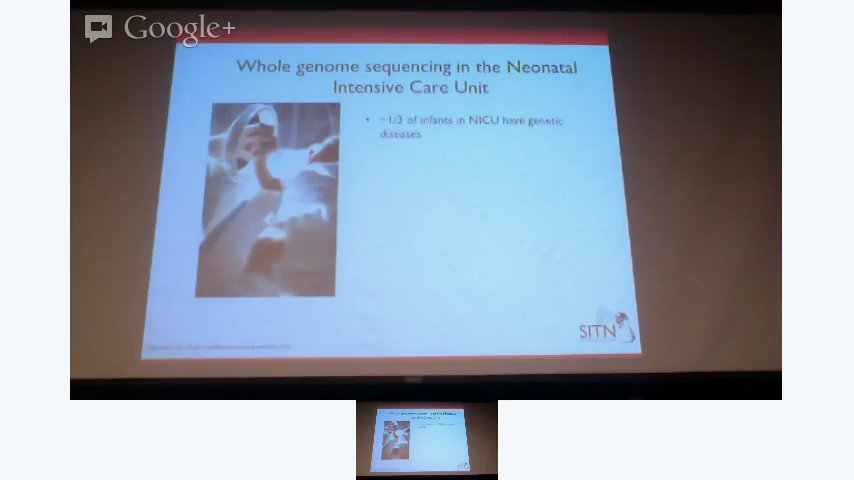 Google+
Whole genome sequencing in the Neonatal
Intensive Care Unit
• ~1/3 of infants in NICU have genetic
diseases
SITN